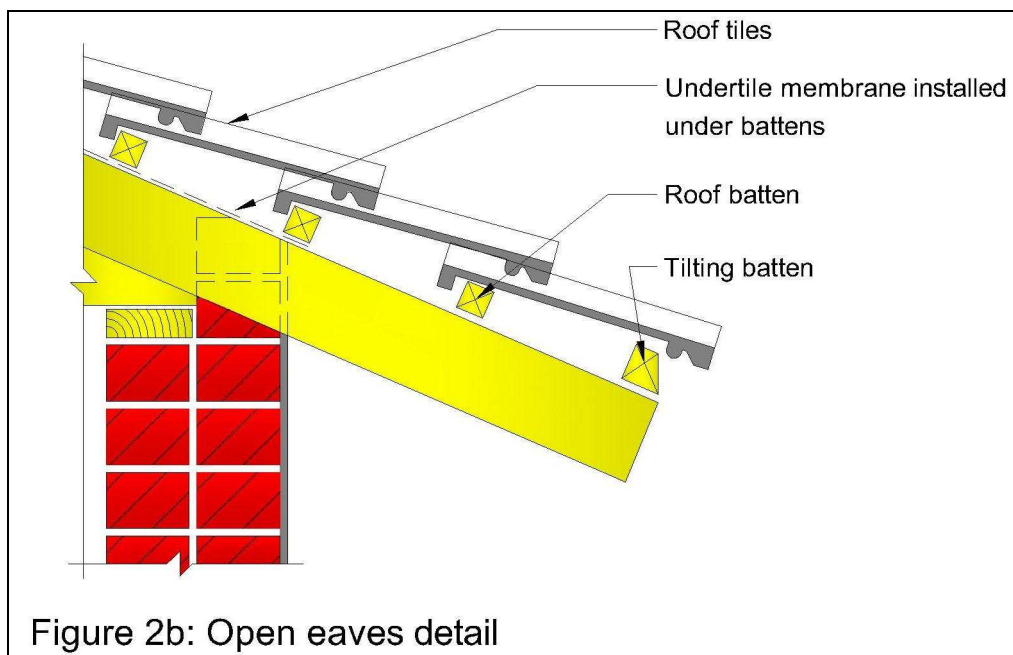 Roof tiles
Undertile membrane installed
under battens
Roof batten
Tilting batten
Figure 2b: Open eaves detail